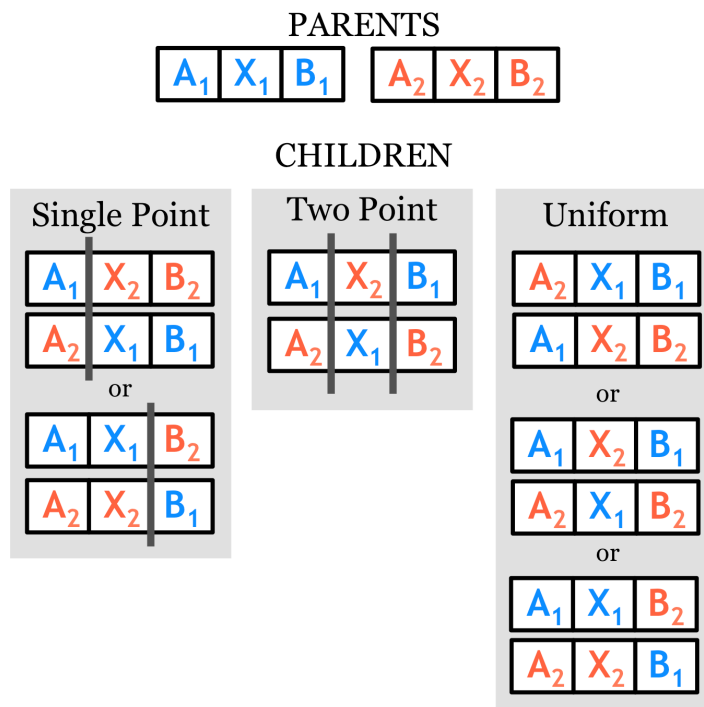 PARENTS
A₁ X₁ B₁ A₂ X₂ B₂
CHILDREN
Single Point
A₁ X₂ B₂
A₂ X₁ B₁
or
A₁ X₁ B₂
A₂ X₂ B₁
Two Point
A₁ X₂ B₁
A₂ X₁ B₂
Uniform
A₂ X₁ B₁
A₁ X₂ B₂
or
A₁ X₂ B₁
A₂ X₁ B₂
or
A₁ X₁ B₂
A₂ X₂ B₁